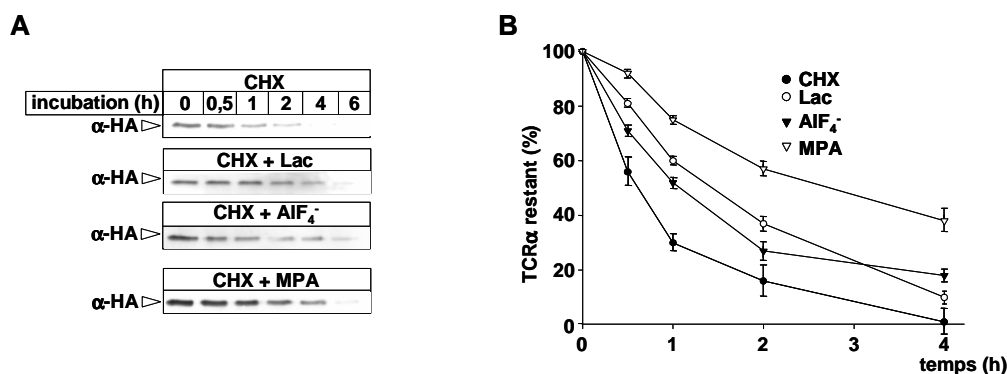 A
CHX
incubation (h) 0 0,5 1 2 4 6
α-HA
CHX + Lac
α-HA
CHX + AlF4-
α-HA
CHX + MPA
α-HA
B
TCRα restant (%)
100
80
60
40
20
0
0 1 2 3 4
temps (h)
CHX
Lac
AlF4-
MPA